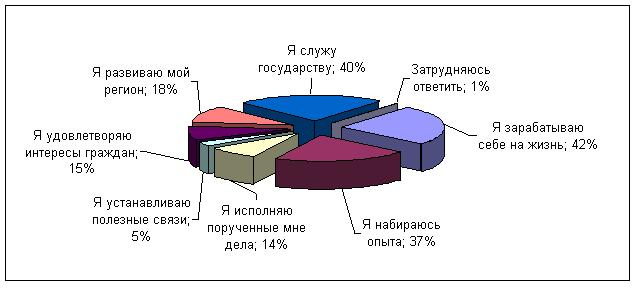 Я служу
государству; 40%
Затрудняюсь
ответить; 1%
Я развиваю мой
регион; 18%
Я зарабатываю
себе на жизнь; 42%
Я удовлетворяю
интересы граждан;
15%
Я устанавливаю
полезные связи;
5%
Я исполняю
порученные мне
дела; 14%
Я набираюсь
опыта; 37%